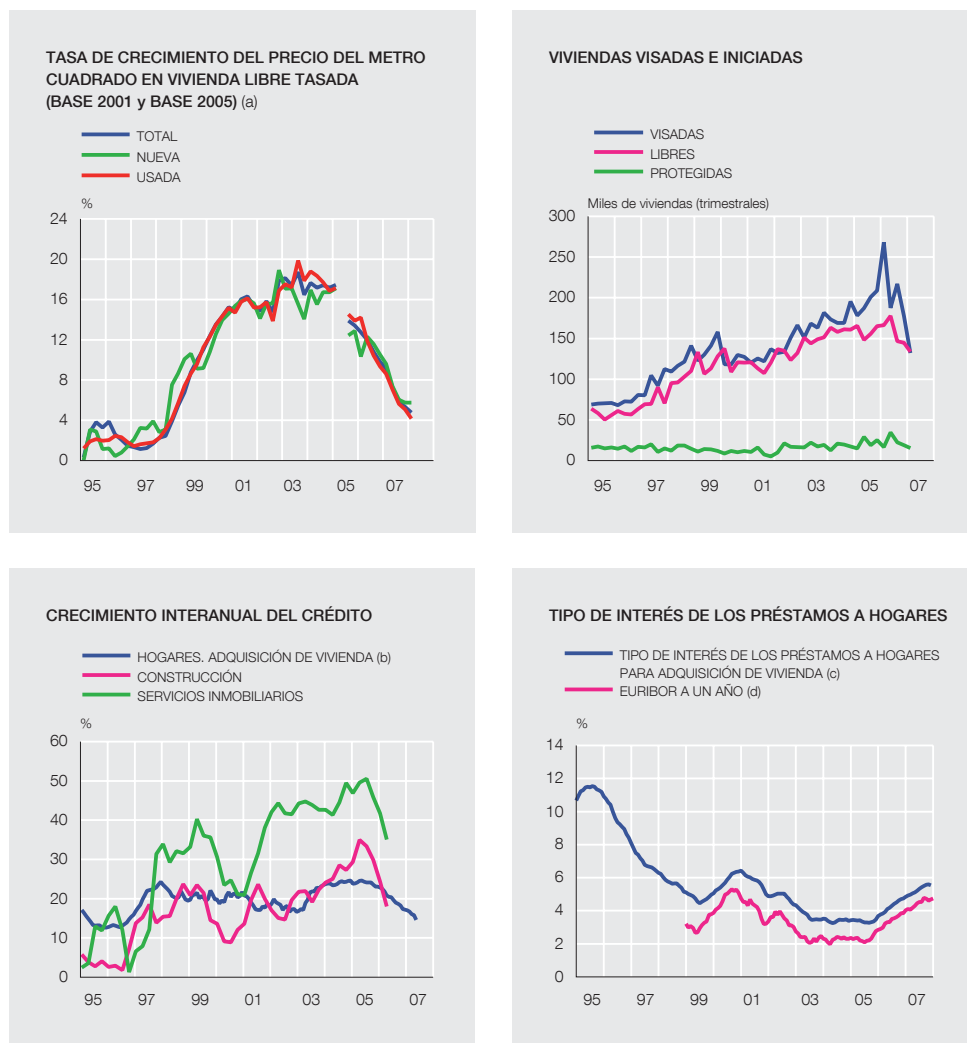 TASA DE CRECIMIENTO DEL PRECIO DEL METRO
CUADRADO EN VIVIENDA LIBRE TASADA
(BASE 2001 y BASE 2005) (a)
TOTAL
NUEVA
USADA
%
24
20
16
12
8
4
0
95 97 99 01 03 05 07
VIVIENDAS VISADAS E INICIADAS
VISADAS
LIBRES
PROTEGIDAS
Miles de viviendas (trimestrales)
300
250
200
150
100
50
0
95 97 99 01 03 05 07
CRECIMIENTO INTERANUAL DEL CRÉDITO
HOGARES. ADQUISICIÓN DE VIVIENDA (b)
CONSTRUCCIÓN
SERVICIOS INMOBILIARIOS
%
60
50
40
30
20
10
0
95 97 99 01 03 05 07
TIPO DE INTERÉS DE LOS PRÉSTAMOS A HOGARES
TIPO DE INTERÉS DE LOS PRÉSTAMOS A HOGARES
PARA ADQUISICIÓN DE VIVIENDA (c)
EURIBOR A UN AÑO (d)
%
14
12
10
8
6
4
2
0
95 97 99 01 03 05 07